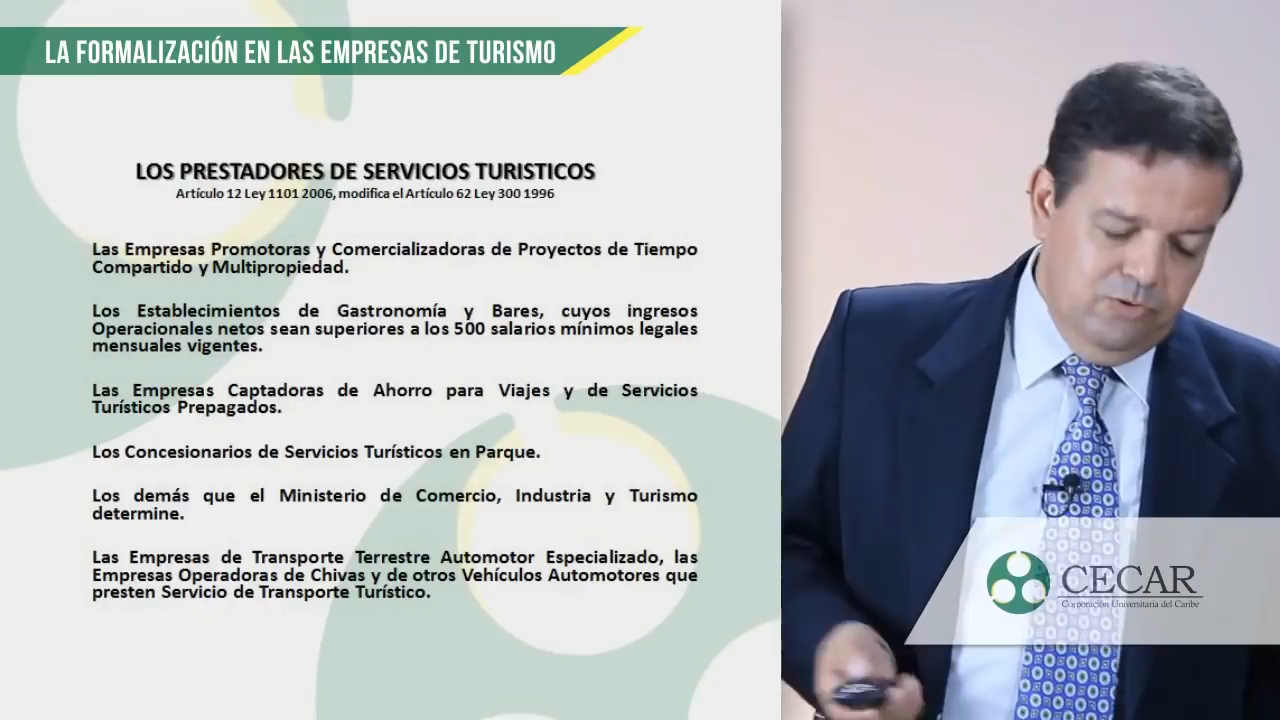 LA FORMALIZACIÓN EN LAS EMPRESAS DE TURISMO
LOS PRESTADORES DE SERVICIOS TURISTICOS
Artículo 12 Ley 1101 2006, modifica el Artículo 62 Ley 300 1996
Las Empresas Promotoras y Comercializadoras de Proyectos de Tiempo
Compartido y Multipropiedad.
Los Establecimientos de Gastronomía y Bares, cuyos ingresos
Operacionales netos sean superiores a los 500 salarios mínimos legales
mensuales vigentes.
Las Empresas Captadoras de Ahorro para Viajes y de Servicios
Turísticos Prepagados.
Los Concesionarios de Servicios Turísticos en Parque.
Los demás que el Ministerio de Comercio, Industria y Turismo
determine.
Las Empresas de Transporte Terrestre Automotor Especializado, las
Empresas Operadoras de Chivas y de otros Vehículos Automotores que
presten Servicio de Transporte Turístico.
CECAR
Corporación Universitaria del Caribe